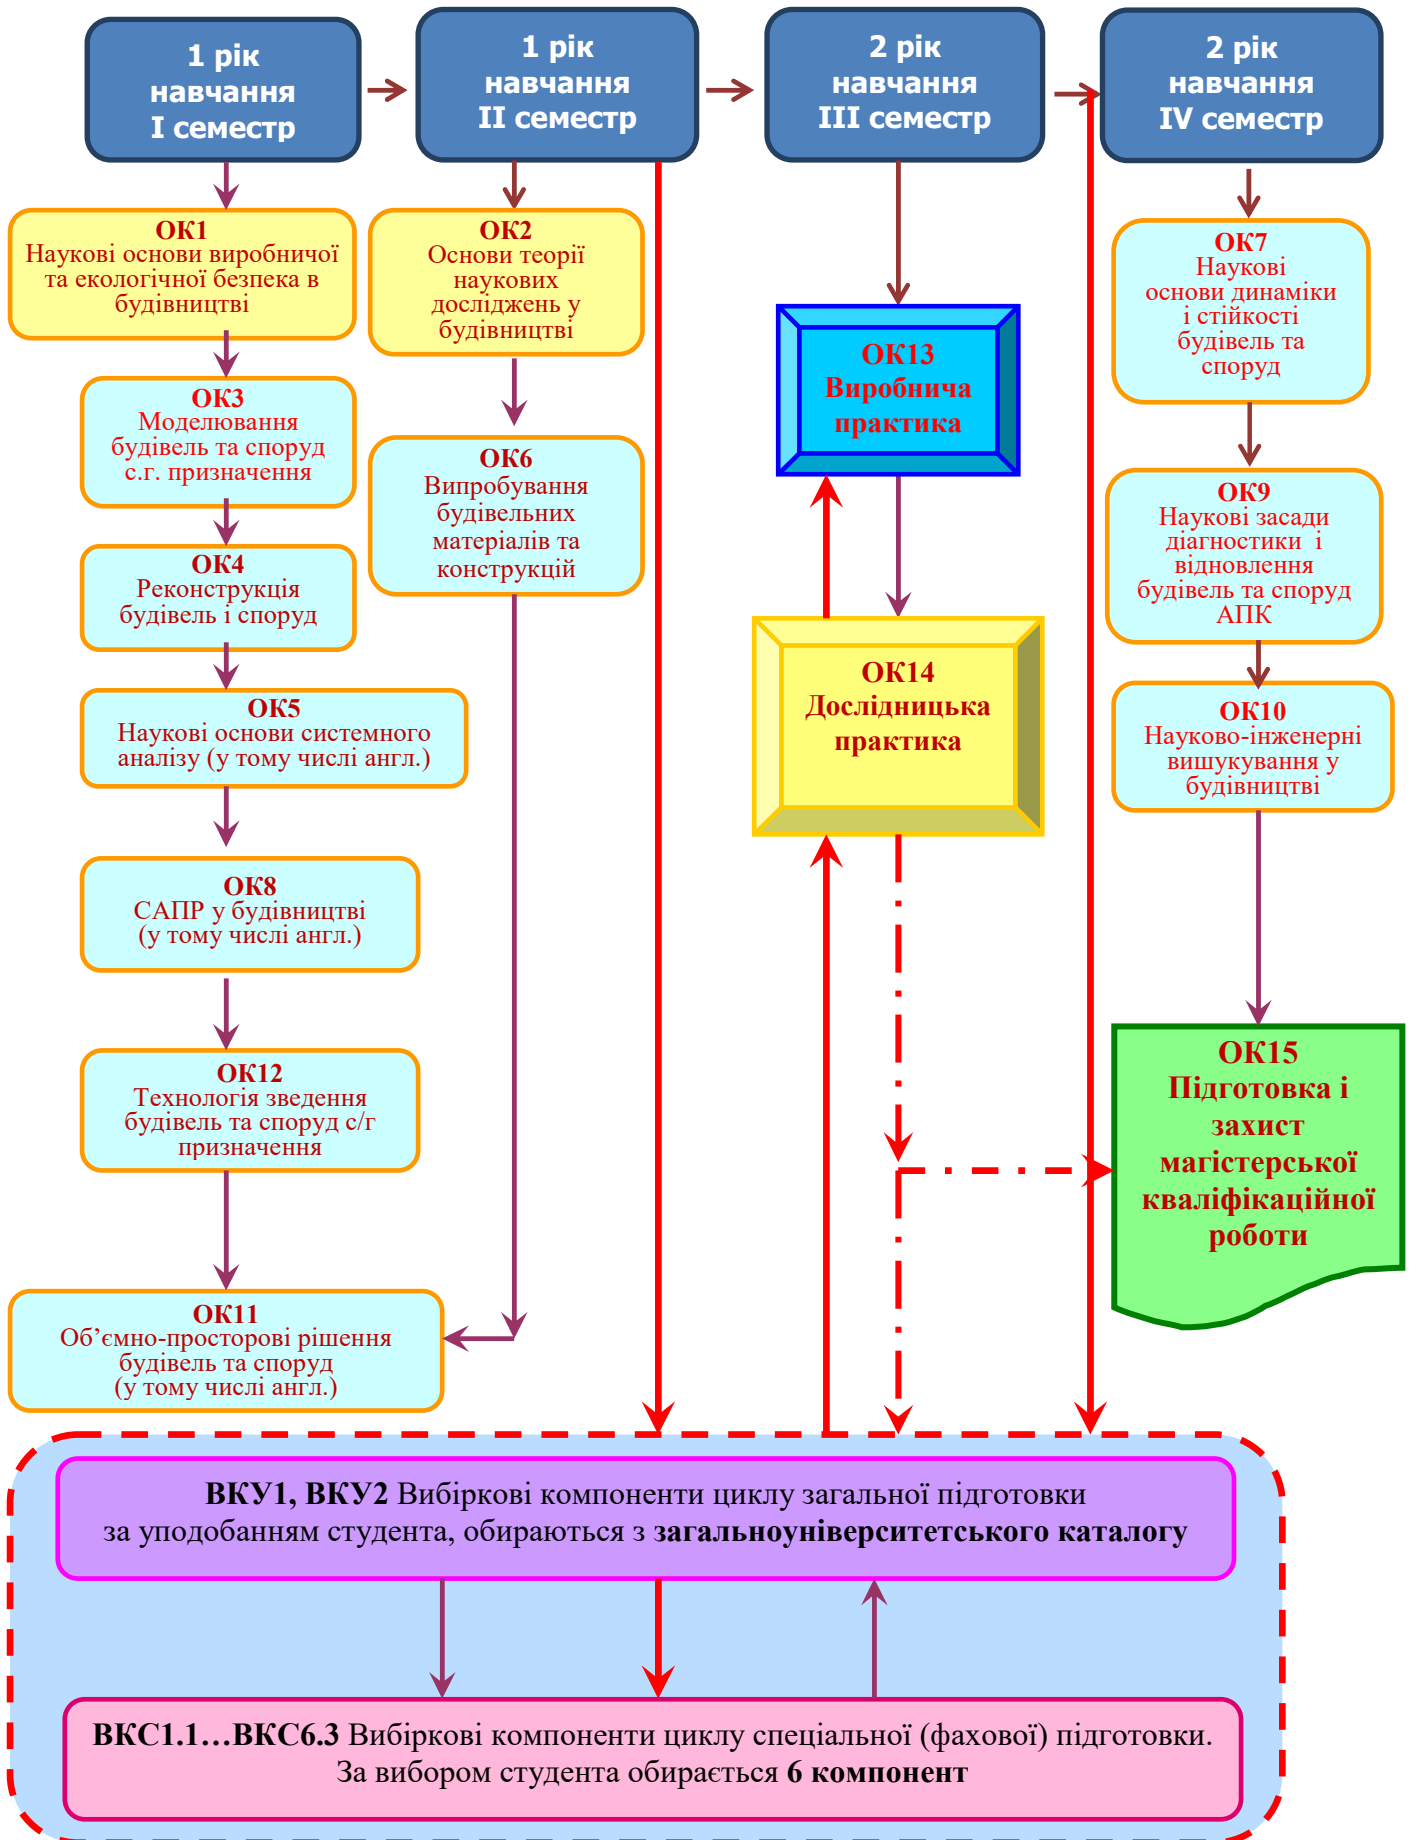 1 рік
навчання
І семестр
1 рік
навчання
ІІ семестр
2 рік
навчання
ІІІ семестр
2 рік
навчання
IV семестр
ОК1
Наукові основи виробничої
та екологічної безпека в
будівництві
ОК3
Моделювання
будівель та споруд
с.г. призначення
ОК4
Реконструкція
будівель і споруд
ОК5
Наукові основи системного
аналізу (у тому числі англ.)
ОК8
САПР у будівництві
(у тому числі англ.)
ОК12
Технологія зведення
будівель та споруд с/г
призначення
ОК11
Об’ємно-просторові рішення
будівель та споруд
(у тому числі англ.)
ОК2
Основи теорії
наукових
досліджень у
будівництві
ОК6
Випробування
будівельних
матеріалів та
конструкцій
ОК13
Виробнича
практика
ОК14
Дослідницька
практика
ОК7
Наукові
основи динаміки
і стійкості
будівель та
споруд
ОК9
Наукові засади
діагностики і
відновлення
будівель та споруд
АПК
ОК10
Науково-інженерні
вишукування у
будівництві
ОК15
Підготовка і
захист
магістерської
кваліфікаційної
роботи
ВКУ1, ВКУ2 Вибіркові компоненти циклу загальної підготовки
за уподобанням студента, обираються з загальноуніверситетського каталогу
ВКС1.1…ВКС6.3 Вибіркові компоненти циклу спеціальної (фахової) підготовки.
За вибором студента обирається 6 компонент